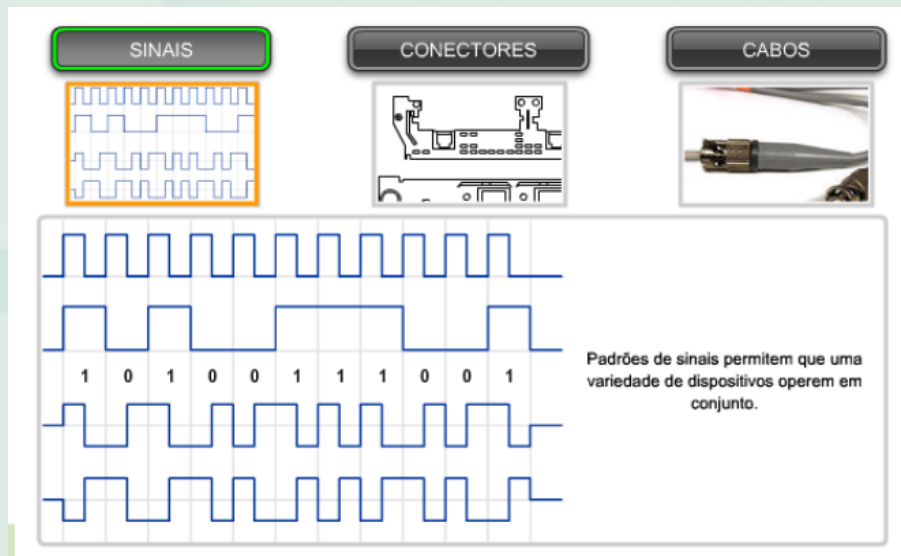 SINAIS
CONECTORES
CABOS
1 0 1 0 0 1 1 1 0 0 1
Padrões de sinais permitem que uma
variedade de dispositivos operem em
conjunto.